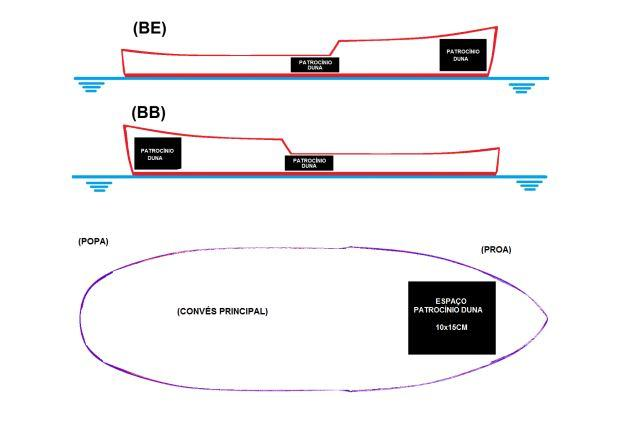 (BE)
PATROCÍNIO
DUNA
PATROCÍNIO
DUNA
(BB)
PATROCÍNIO
DUNA
PATROCÍNIO
DUNA
(POPA)
(PROA)
(CONVÉS PRINCIPAL)
ESPAÇO
PATROCÍNIO DUNA
10x15CM